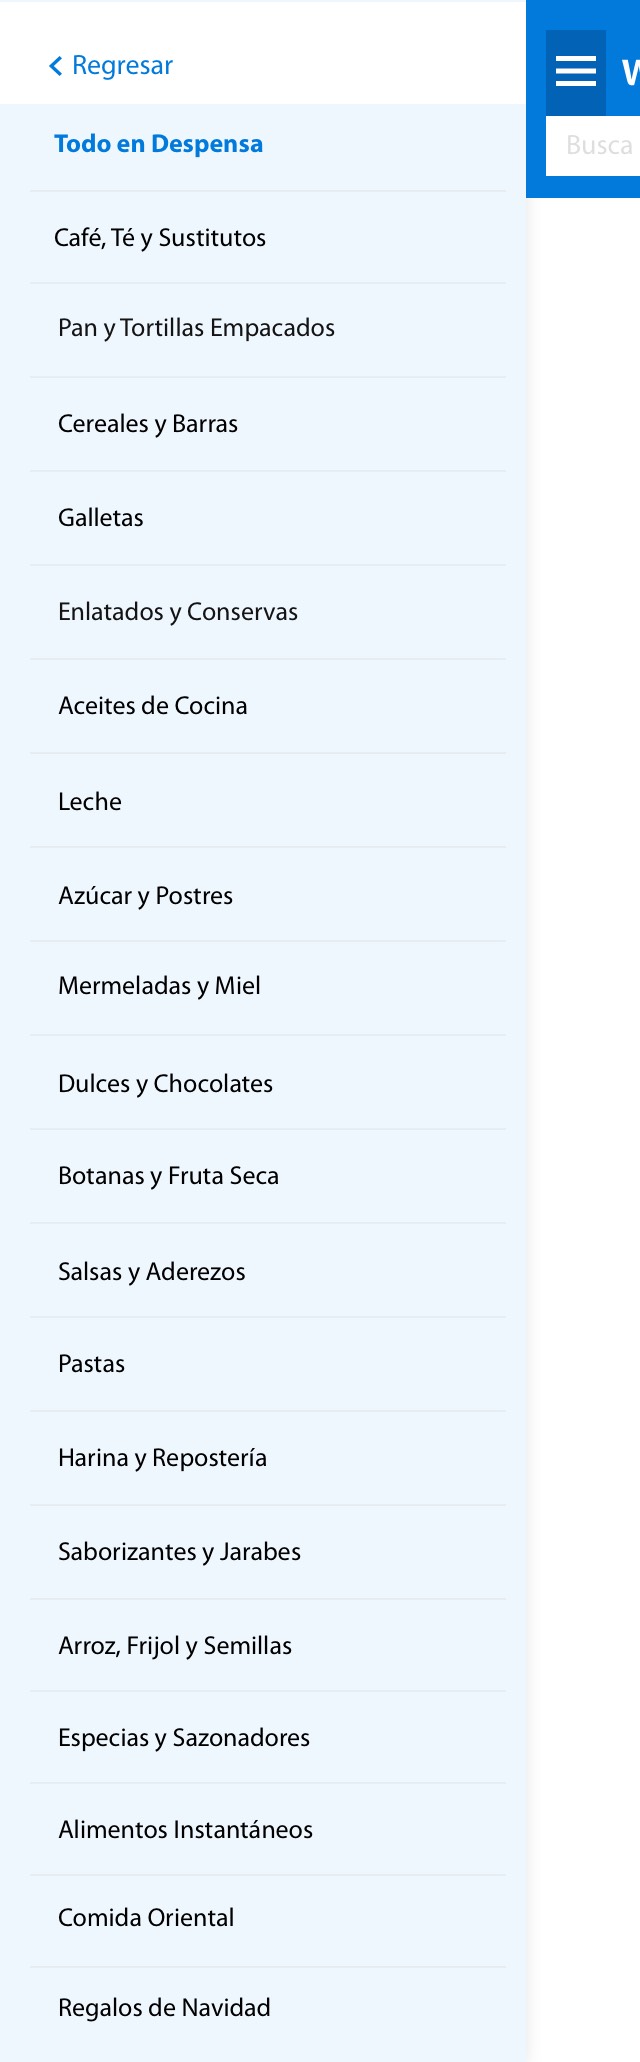 Regresar
Todo en Despensa
Café, Té y Sustitutos
Pan y Tortillas Empacados
Cereales y Barras
Galletas
Enlatados y Conservas
Aceites de Cocina
Leche
Azúcar y Postres
Mermeladas y Miel
Dulces y Chocolates
Botanas y Fruta Seca
Salsas y Aderezos
Pastas
Harina y Repostería
Saborizantes y Jarabes
Arroz, Frijol y Semillas
Especias y Sazonadores
Alimentos Instantáneos
Comida Oriental
Regalos de Navidad
Busca